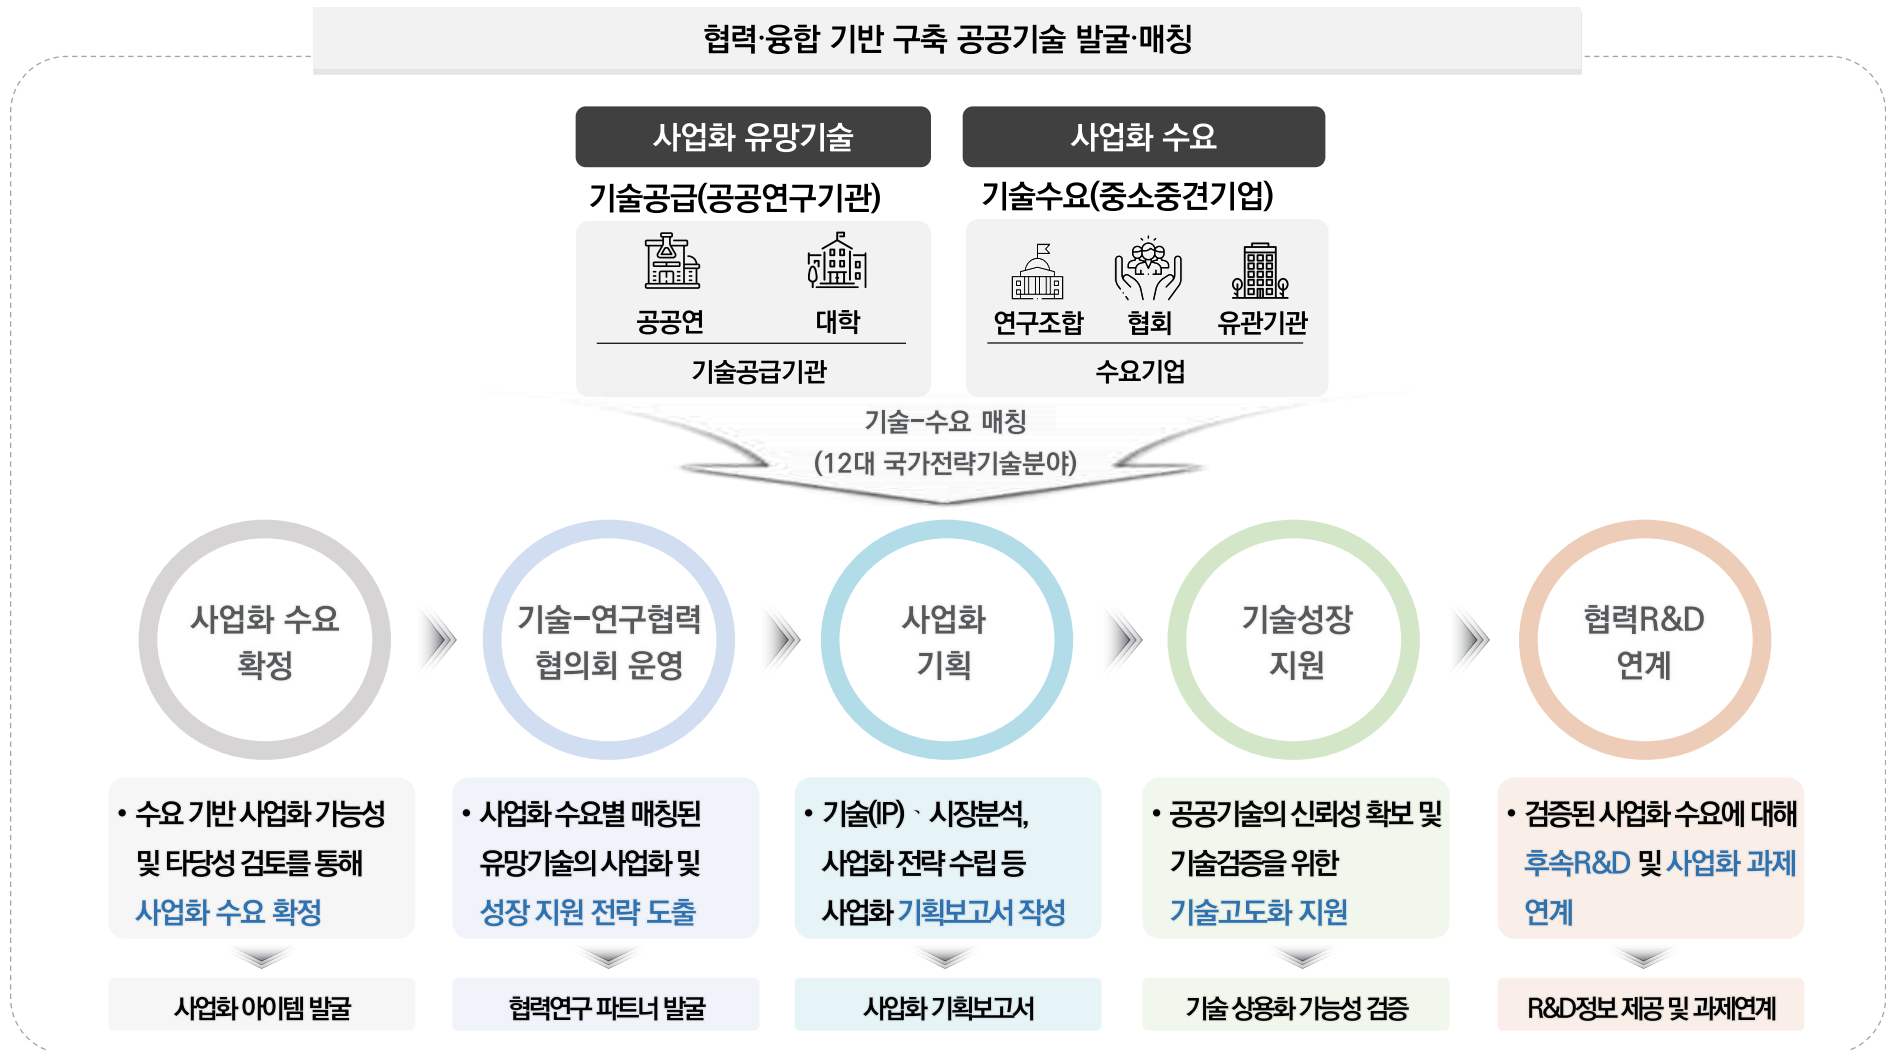 협력·융합 기반 구축 공공기술 발굴·매칭
사업화 유망기술
사업화 수요
기술공급(공공연구기관)
기술수요(중소중견기업)
공공연
대학
연구조합
협회
유관기관
기술공급기관
수요기업
기술-수요 매칭
(12대 국가전략기술분야)
사업화 수요
확정
기술-연구협력
협의회 운영
사업화
기획
기술성장
지원
협력R&D
연계
• 수요 기반 사업화 가능성
및 타당성 검토를 통해
사업화 수요 확정
• 사업화 수요별 매칭된
유망기술의 사업화 및
성장 지원 전략 도출
• 기술(IP)、시장분석,
사업화 전략 수립 등
사업화 기획보고서 작성
• 공공기술의 신뢰성 확보 및
기술검증을 위한
기술고도화 지원
• 검증된 사업화 수요에 대해
후속R&D 및 사업화 과제
연계
사업화 아이템 발굴
협력연구 파트너 발굴
사압화 기획보고서
기술 상용화 가능성 검증
R&D정보 제공 및 과제연계